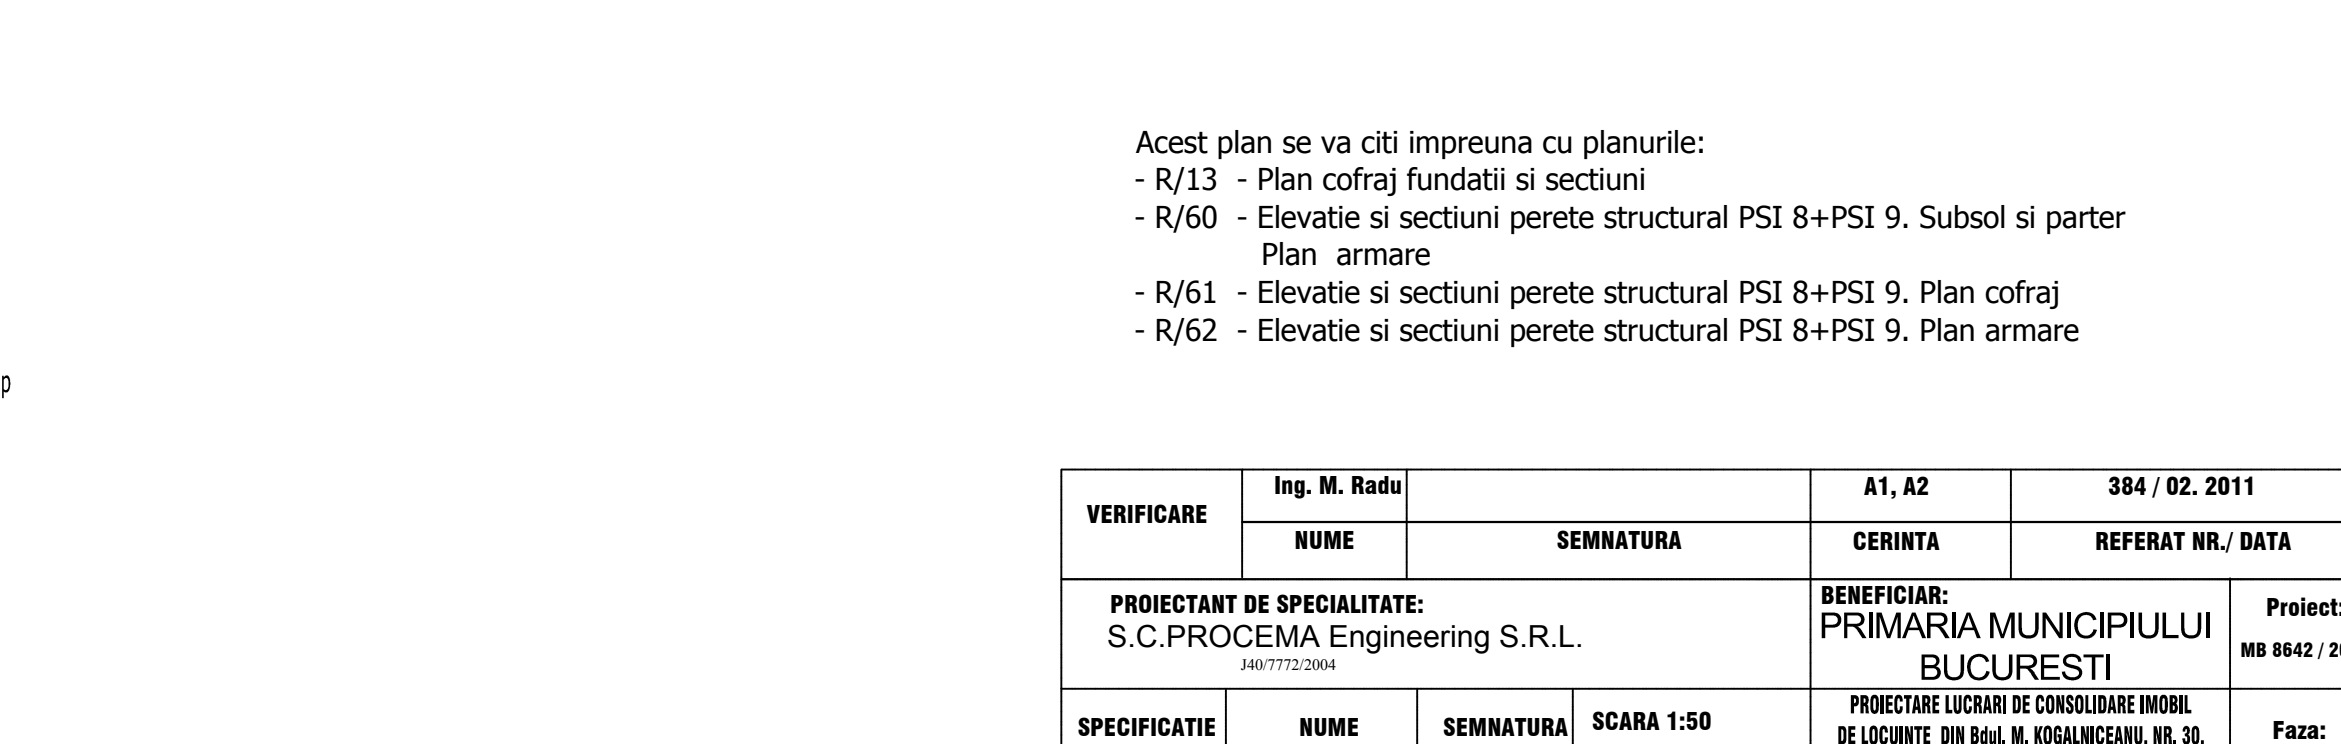 Acest plan se va citi impreuna cu planurile:
- R/13 - Plan cofraj fundatii si sectiuni
- R/60 - Elevatie si sectiuni perete structural PSI 8+PSI 9. Subsol si parter
Plan armare
- R/61 - Elevatie si sectiuni perete structural PSI 8+PSI 9. Plan cofraj
- R/62 - Elevatie si sectiuni perete structural PSI 8+PSI 9. Plan armare
p
VERIFICARE
Ing. M. Radu A1, A2 384 / 02. 2011
NUME SEMNATURA CERINTA REFERAT NR./ DATA
PROIECTANT DE SPECIALITATE:
S.C.PROCEMA Engineering S.R.L.
J40/7772/2004
BENEFICIAR:
PRIMARIA MUNICIPIULUI
BUCURESTI
Proiect:
MB 8642 /
SPECIFICATIE NUME SEMNATURA SCARA 1:50
PROIECTARE LUCRARI DE CONSOLIDARE IMOBIL
DE LOCUINTE DIN Bdul. M. KOGALNICEANU, NR. 30,
Faza: